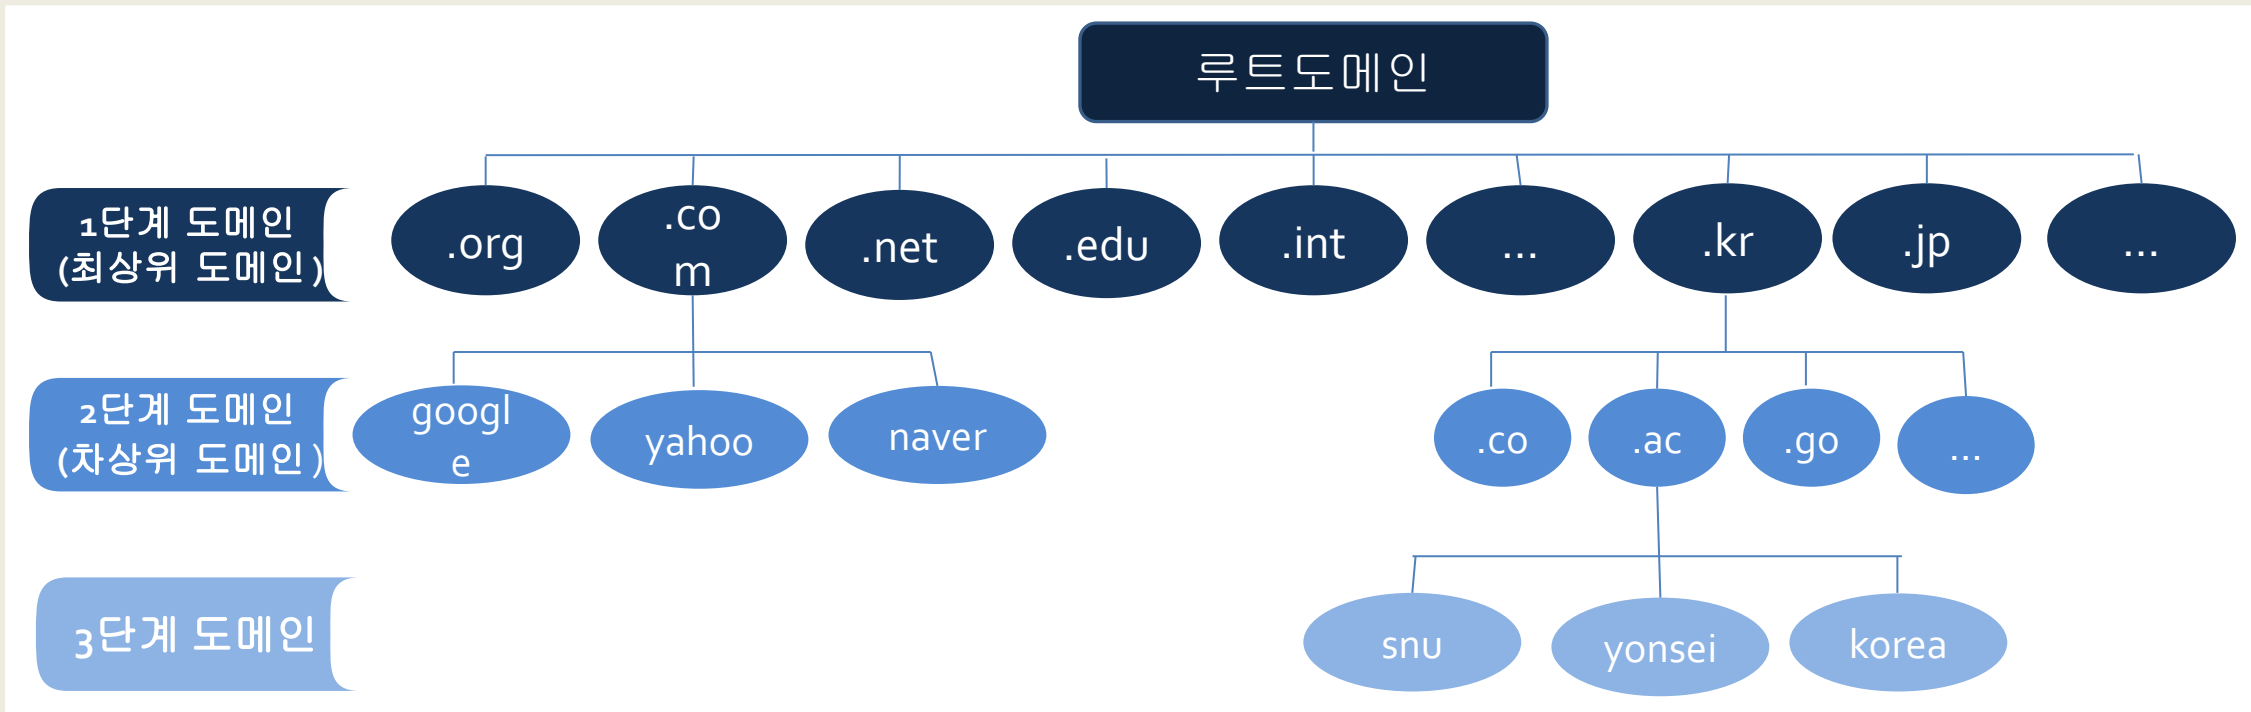 루트도메인
1단계 도메인
(최상위 도메인)
.org
.co
m
.net
.edu
.int
...
.kr
.jp
...
2단계 도메인
(차상위 도메인)
googl
e
yahoo
naver
.co
.ac
.go
...
3단계 도메인
snu
yonsei
korea